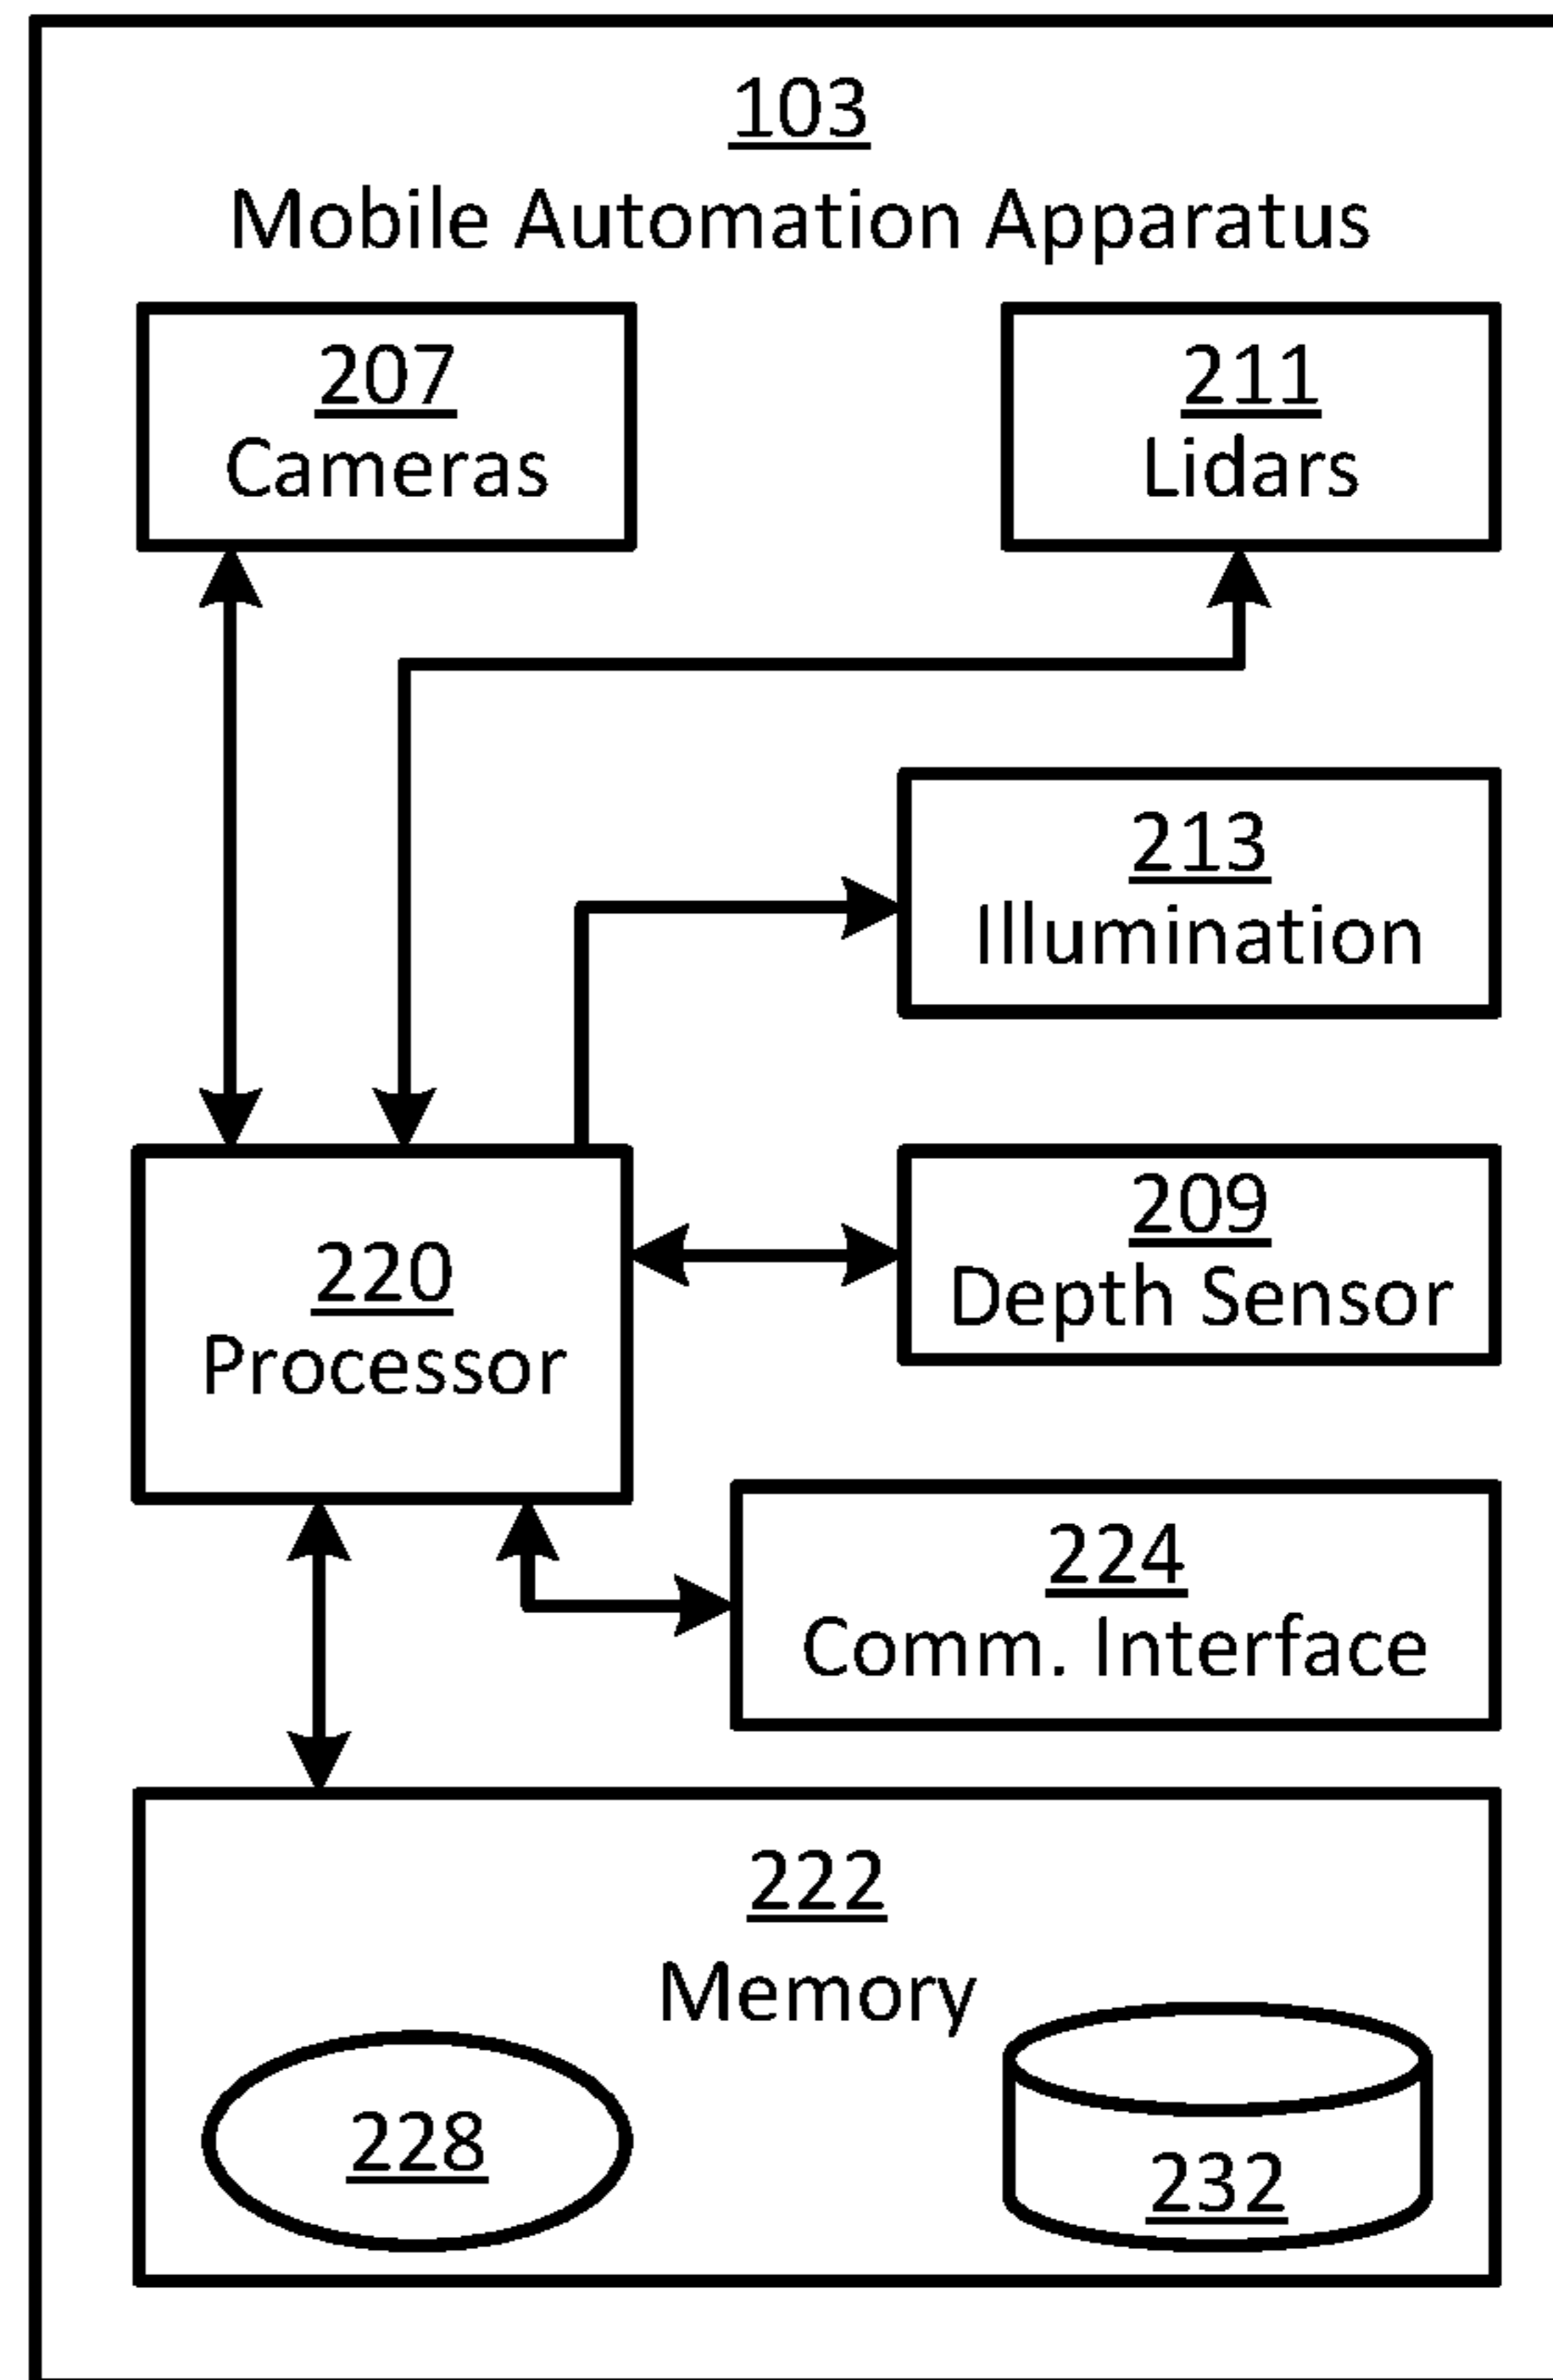 103
Mobile Automation Apparatus
207
Cameras
211
Lidars
213
Illumination
209
Depth Sensor
220
Processor
224
Comm. Interface
222
Memory
228
232